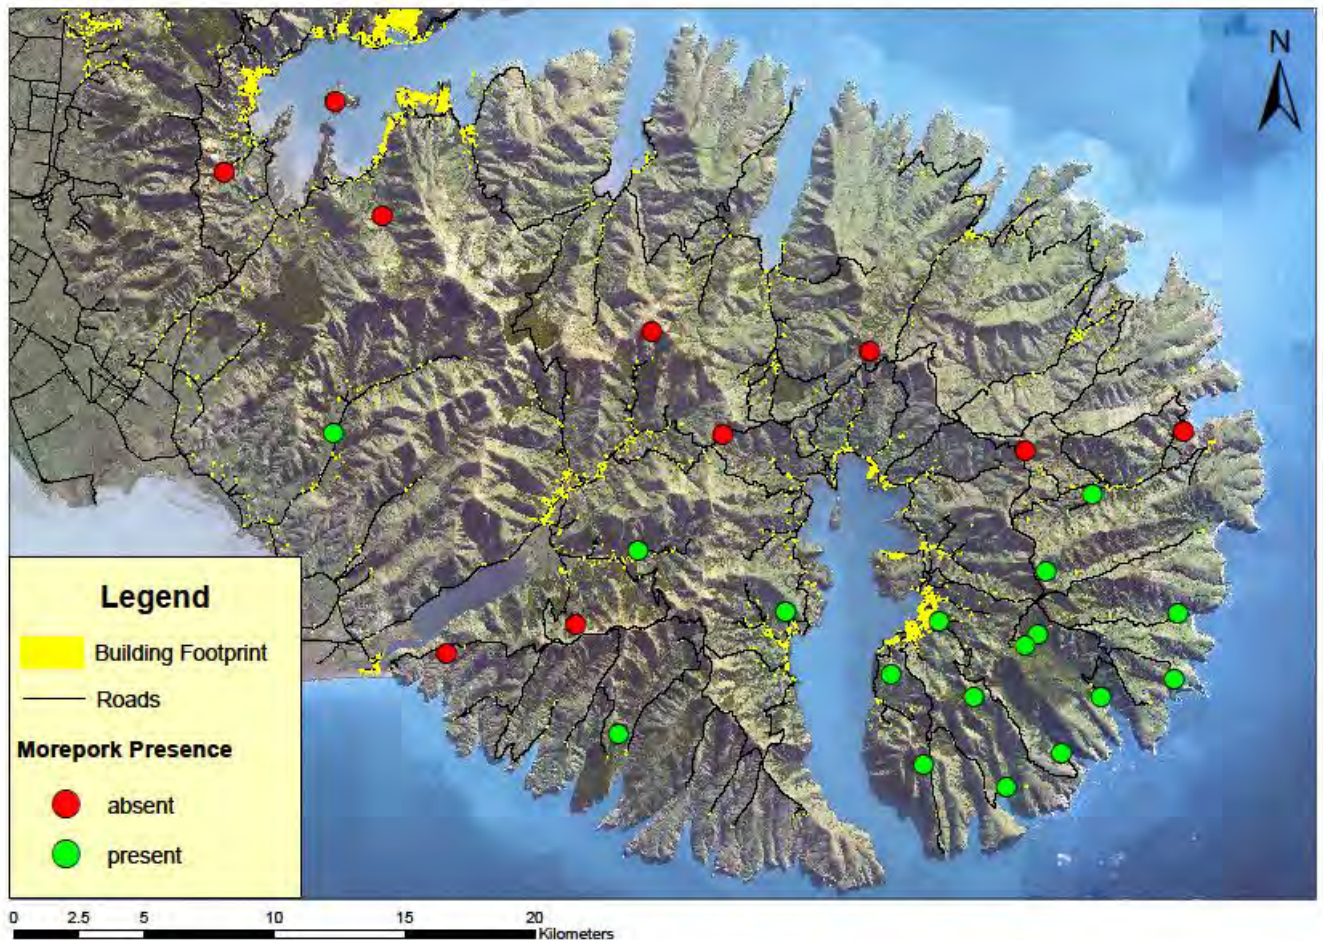 N
Legend
Building Footprint
Roads
Morepork Presence
absent
present
0 2.5 5 10 15 20
Kilometers